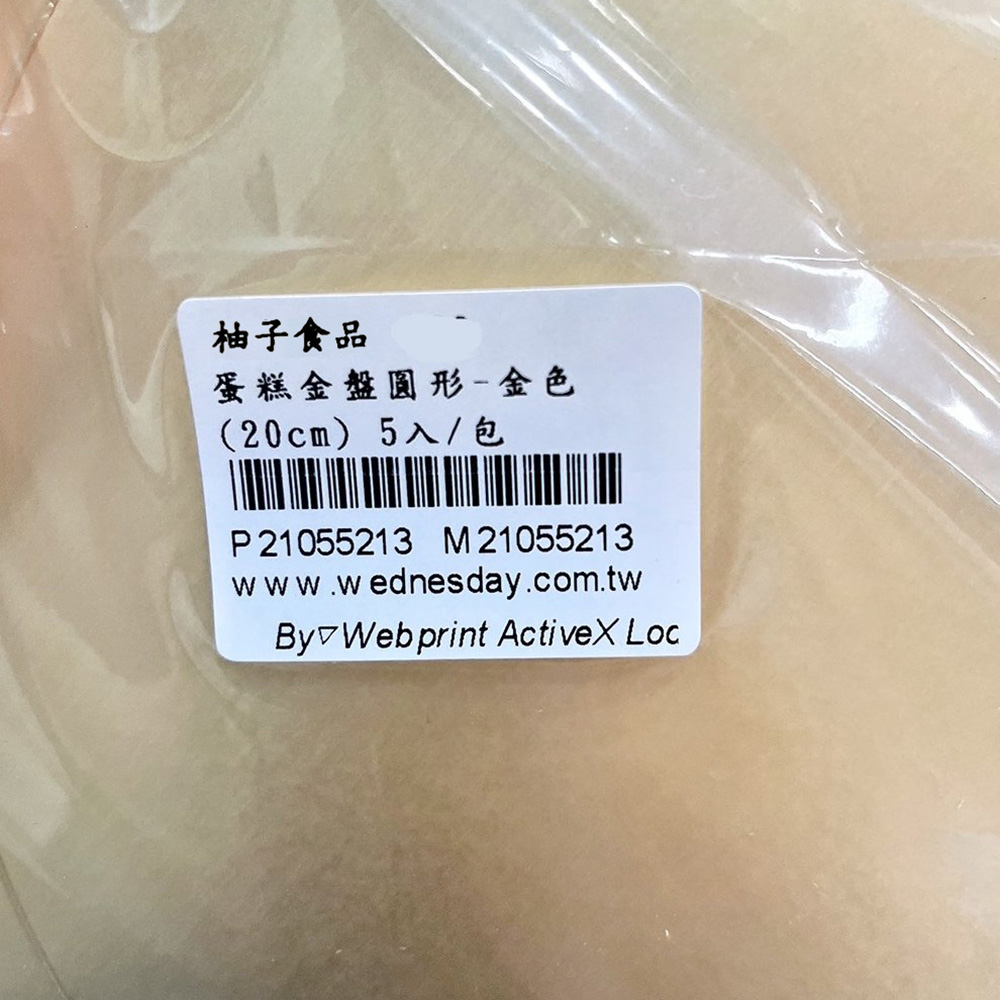 柚子食品
蛋糕金盤圓形-金色
(20cm) 5入/包
P21055213 M21055213
www.wednesday.com.tw
By▽Webprint ActiveX Loc